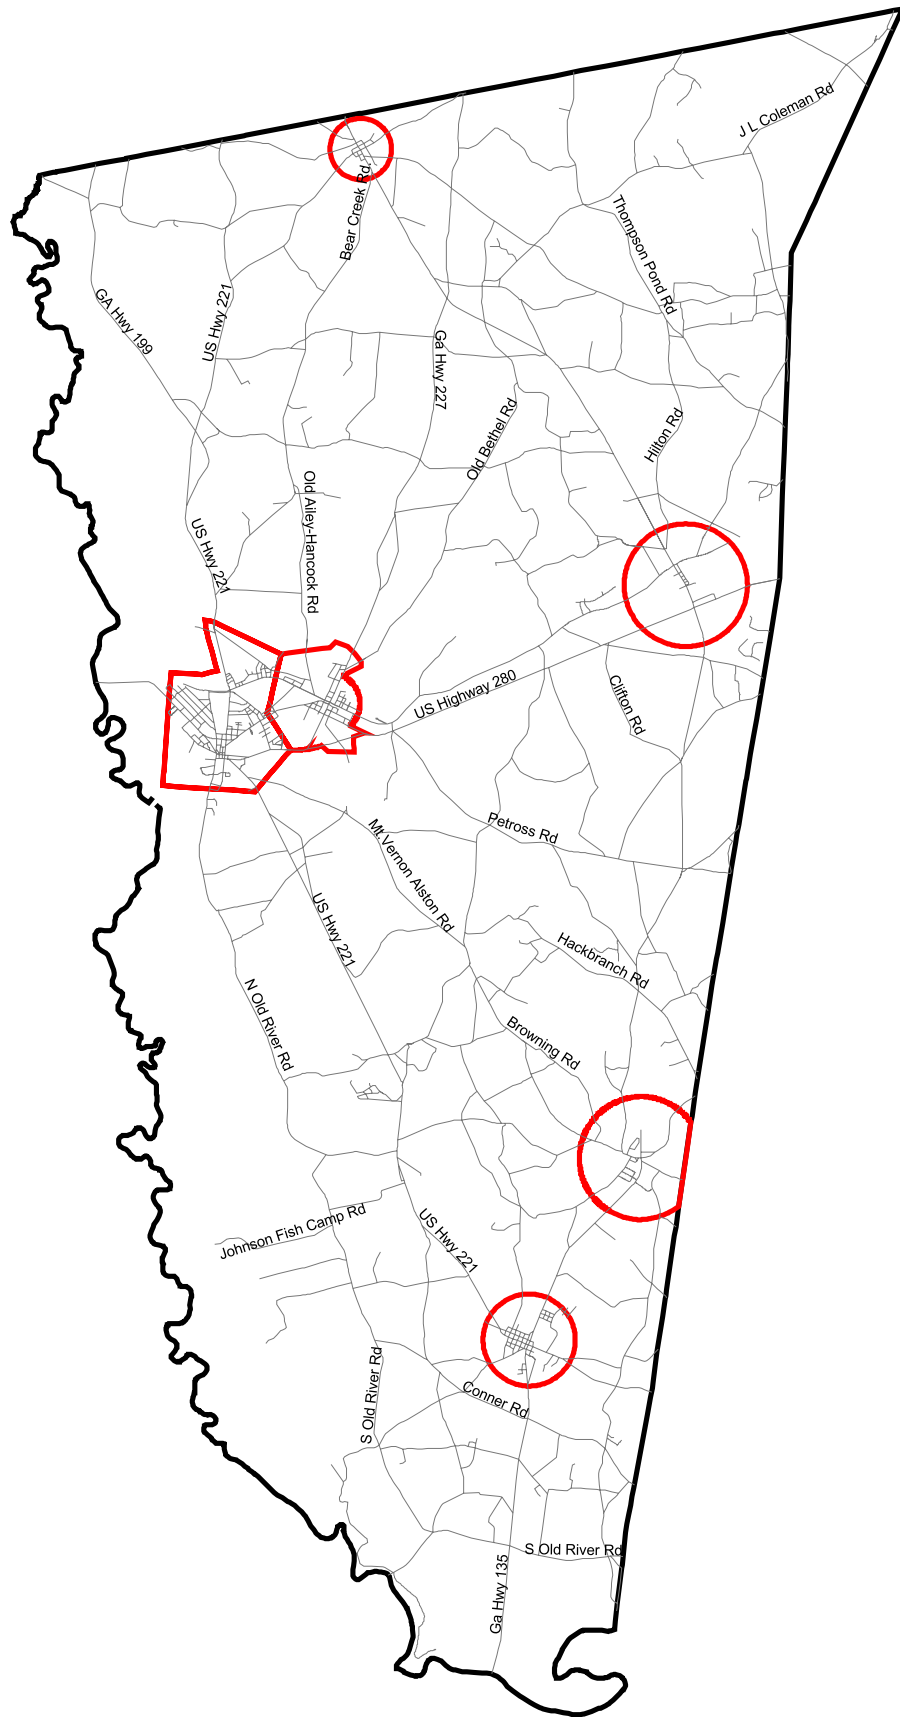 J L Coleman Rd
Bear Creek Rd
Thompson Pond Rd
GA Hwy 199
US Hwy 221
Ga Hwy 227
Old Bethel Rd
Hilton Rd
Old Ailey-Hancock Rd
US Hwy 221
US Highway 280
Clifton Rd
Petross Rd
Mt.Vernon Alston Rd
US Hwy 221
Hackbranch Rd
N Old River Rd
Browning Rd
Johnson Fish Camp Rd
US Hwy 221
S Old River Rd
Conner Rd
S Old River Rd
Ga Hwy 135